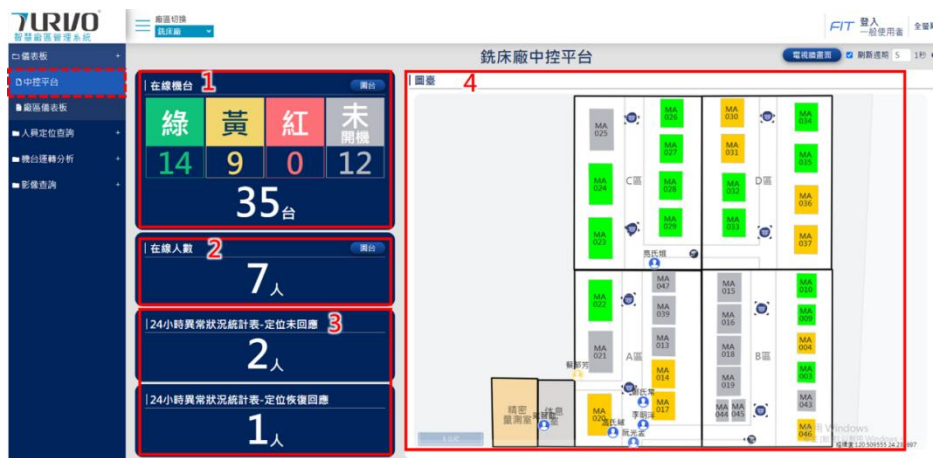 TURVO
智慧廠區管理系統
廠區切換
銑床廠
FIT 登入
一般使用者
全螢幕
儀表板 +
中控平台
廠區儀表板
人員定位查詢 +
機台運轉分析 +
影像查詢 +
銑床廠中控平台
電視牆畫面
刷新週期 5 1秒
在線機台 1 圖台
綠 黃 紅 未開機
14 9 0 12
35台
在線人數 2 圖台
7人
24小時異常狀況統計表-定位未回應 3
2人
24小時異常狀況統計表-定位恢復回應
1人
圖臺 4
MA 025
MA 026
MA 030
MA 034
MA 027
MA 031
MA 035
MA 024
C區
MA 028
MA 032
D區
MA 036
MA 023
MA 029
MA 033
MA 037
MA 022
MA 047
MA 015
MA 010
MA 039
MA 016
MA 009
MA 021
A區
MA 013
MA 018
B區
MA 004
MA 014
MA 019
MA 003
MA 020
MA 017
MA 044
MA 045
MA 043
MA 046
精密量測室
休息室
Windows